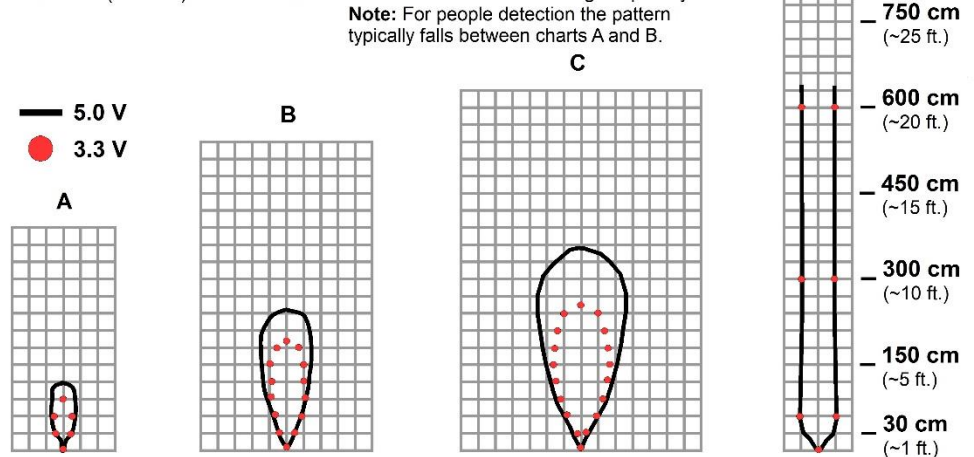 Note: For people detection the pattern
typically falls between charts A and B.
5.0 V
3.3 V
A
B
C
750 cm
(~25 ft.)
600 cm
(~20 ft.)
450 cm
(~15 ft.)
300 cm
(~10 ft.)
150 cm
(~5 ft.)
30 cm
(~1 ft.)